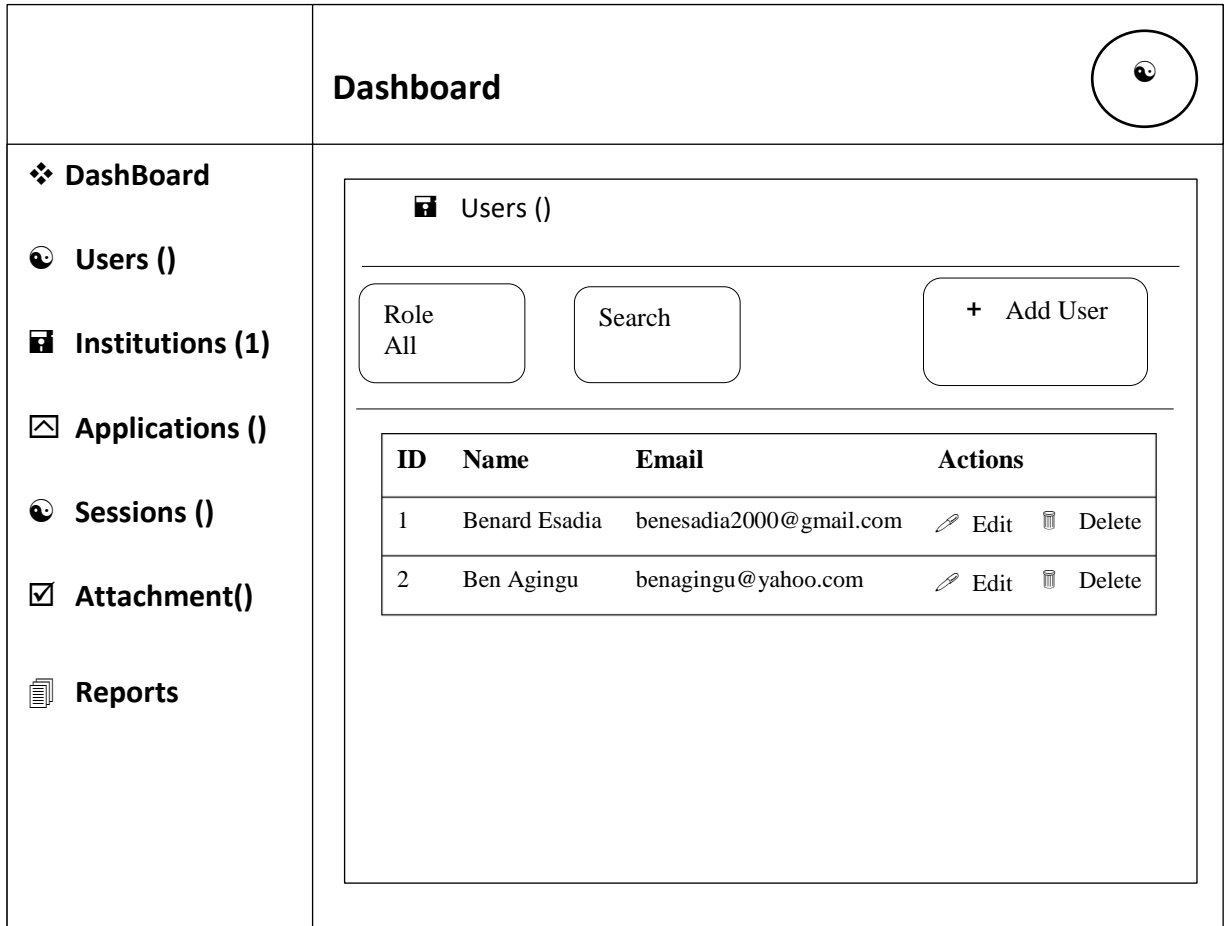 Dashboard
DashBoard
Users ()
Institutions (1)
Applications ()
Sessions ()
Attachment()
Reports
Users ()
Role
All
Search
+ Add User
ID Name Email Actions
1 Benard Esadia benesadia2000@gmail.com Edit Delete
2 Ben Agingu benagingu@yahoo.com Edit Delete